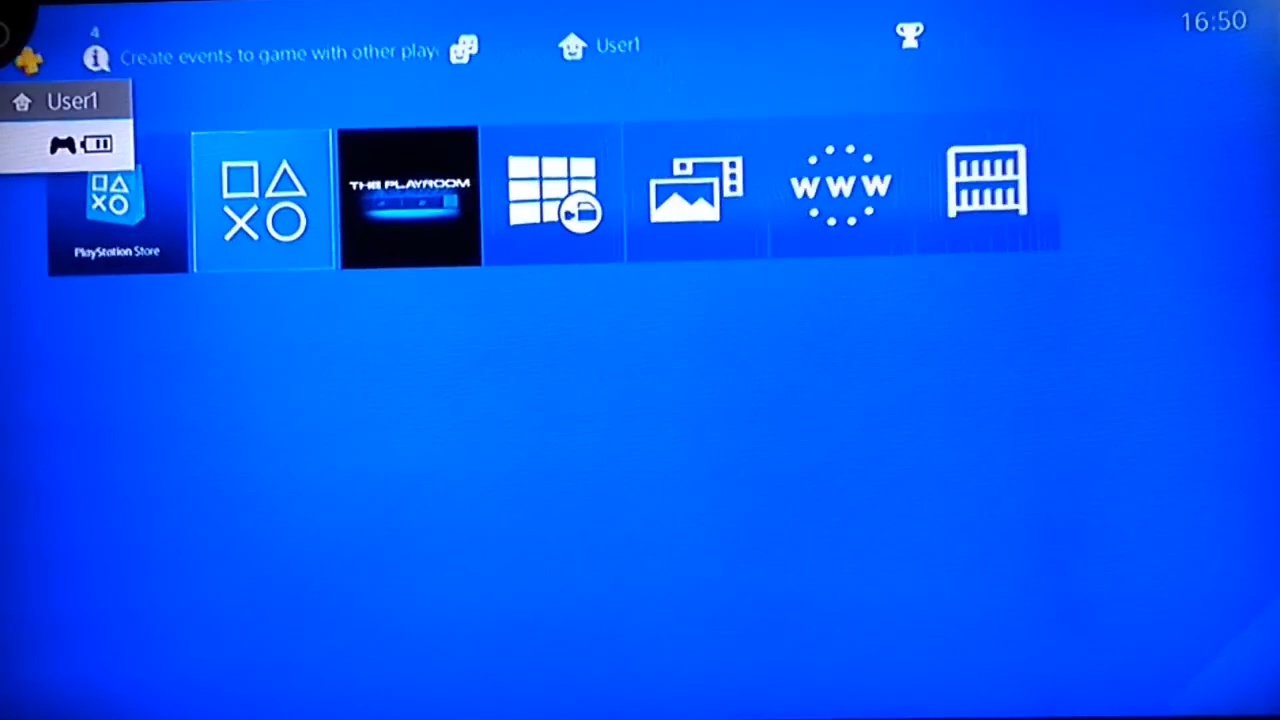 4
Create events to game with other play
User1
16:50
User1
PlayStation Store
THE PLAYROOM
WWW